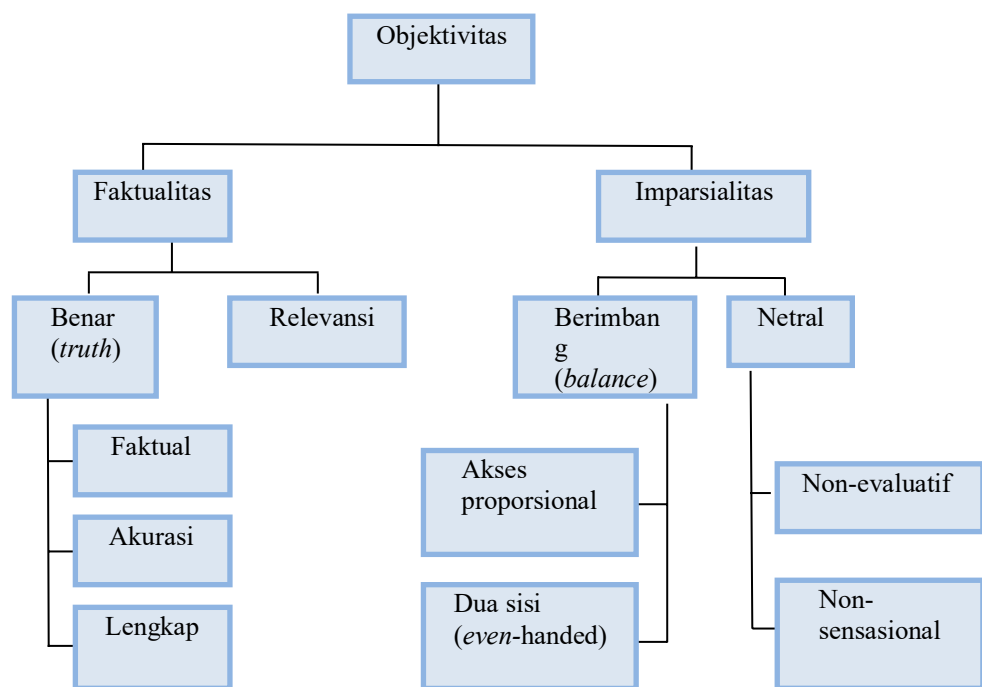 Objektivitas
Faktualitas
Imparsialitas
Benar
(truth)
Relevansi
Berimban
g
(balance)
Netral
Faktual
Akurasi
Lengkap
Akses
proporsional
Dua sisi
(even-handed)
Non-evaluatif
Non-
sensasional